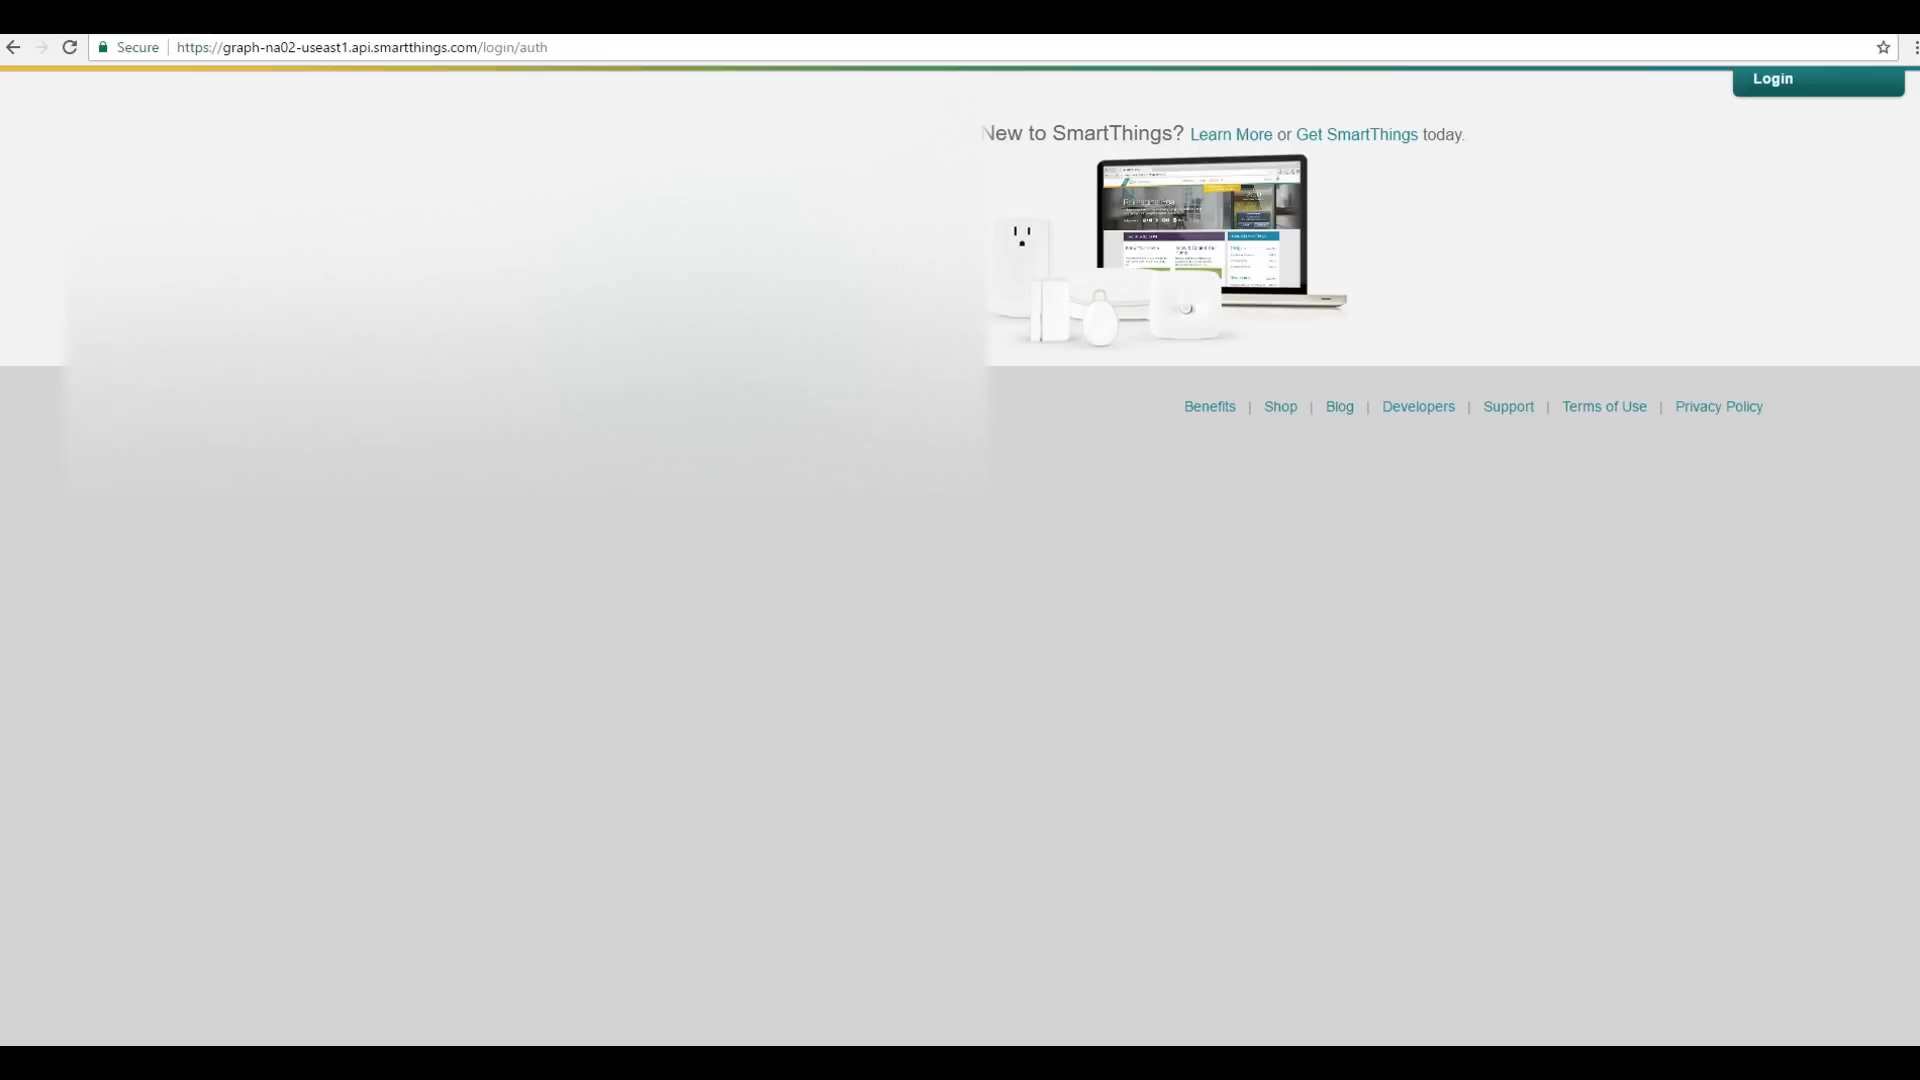 Secure | https://graph-na02-useast1.api.smartthings.com/login/auth
Login
New to SmartThings? Learn More or Get SmartThings today.
Benefits | Shop | Blog | Developers | Support | Terms of Use | Privacy Policy